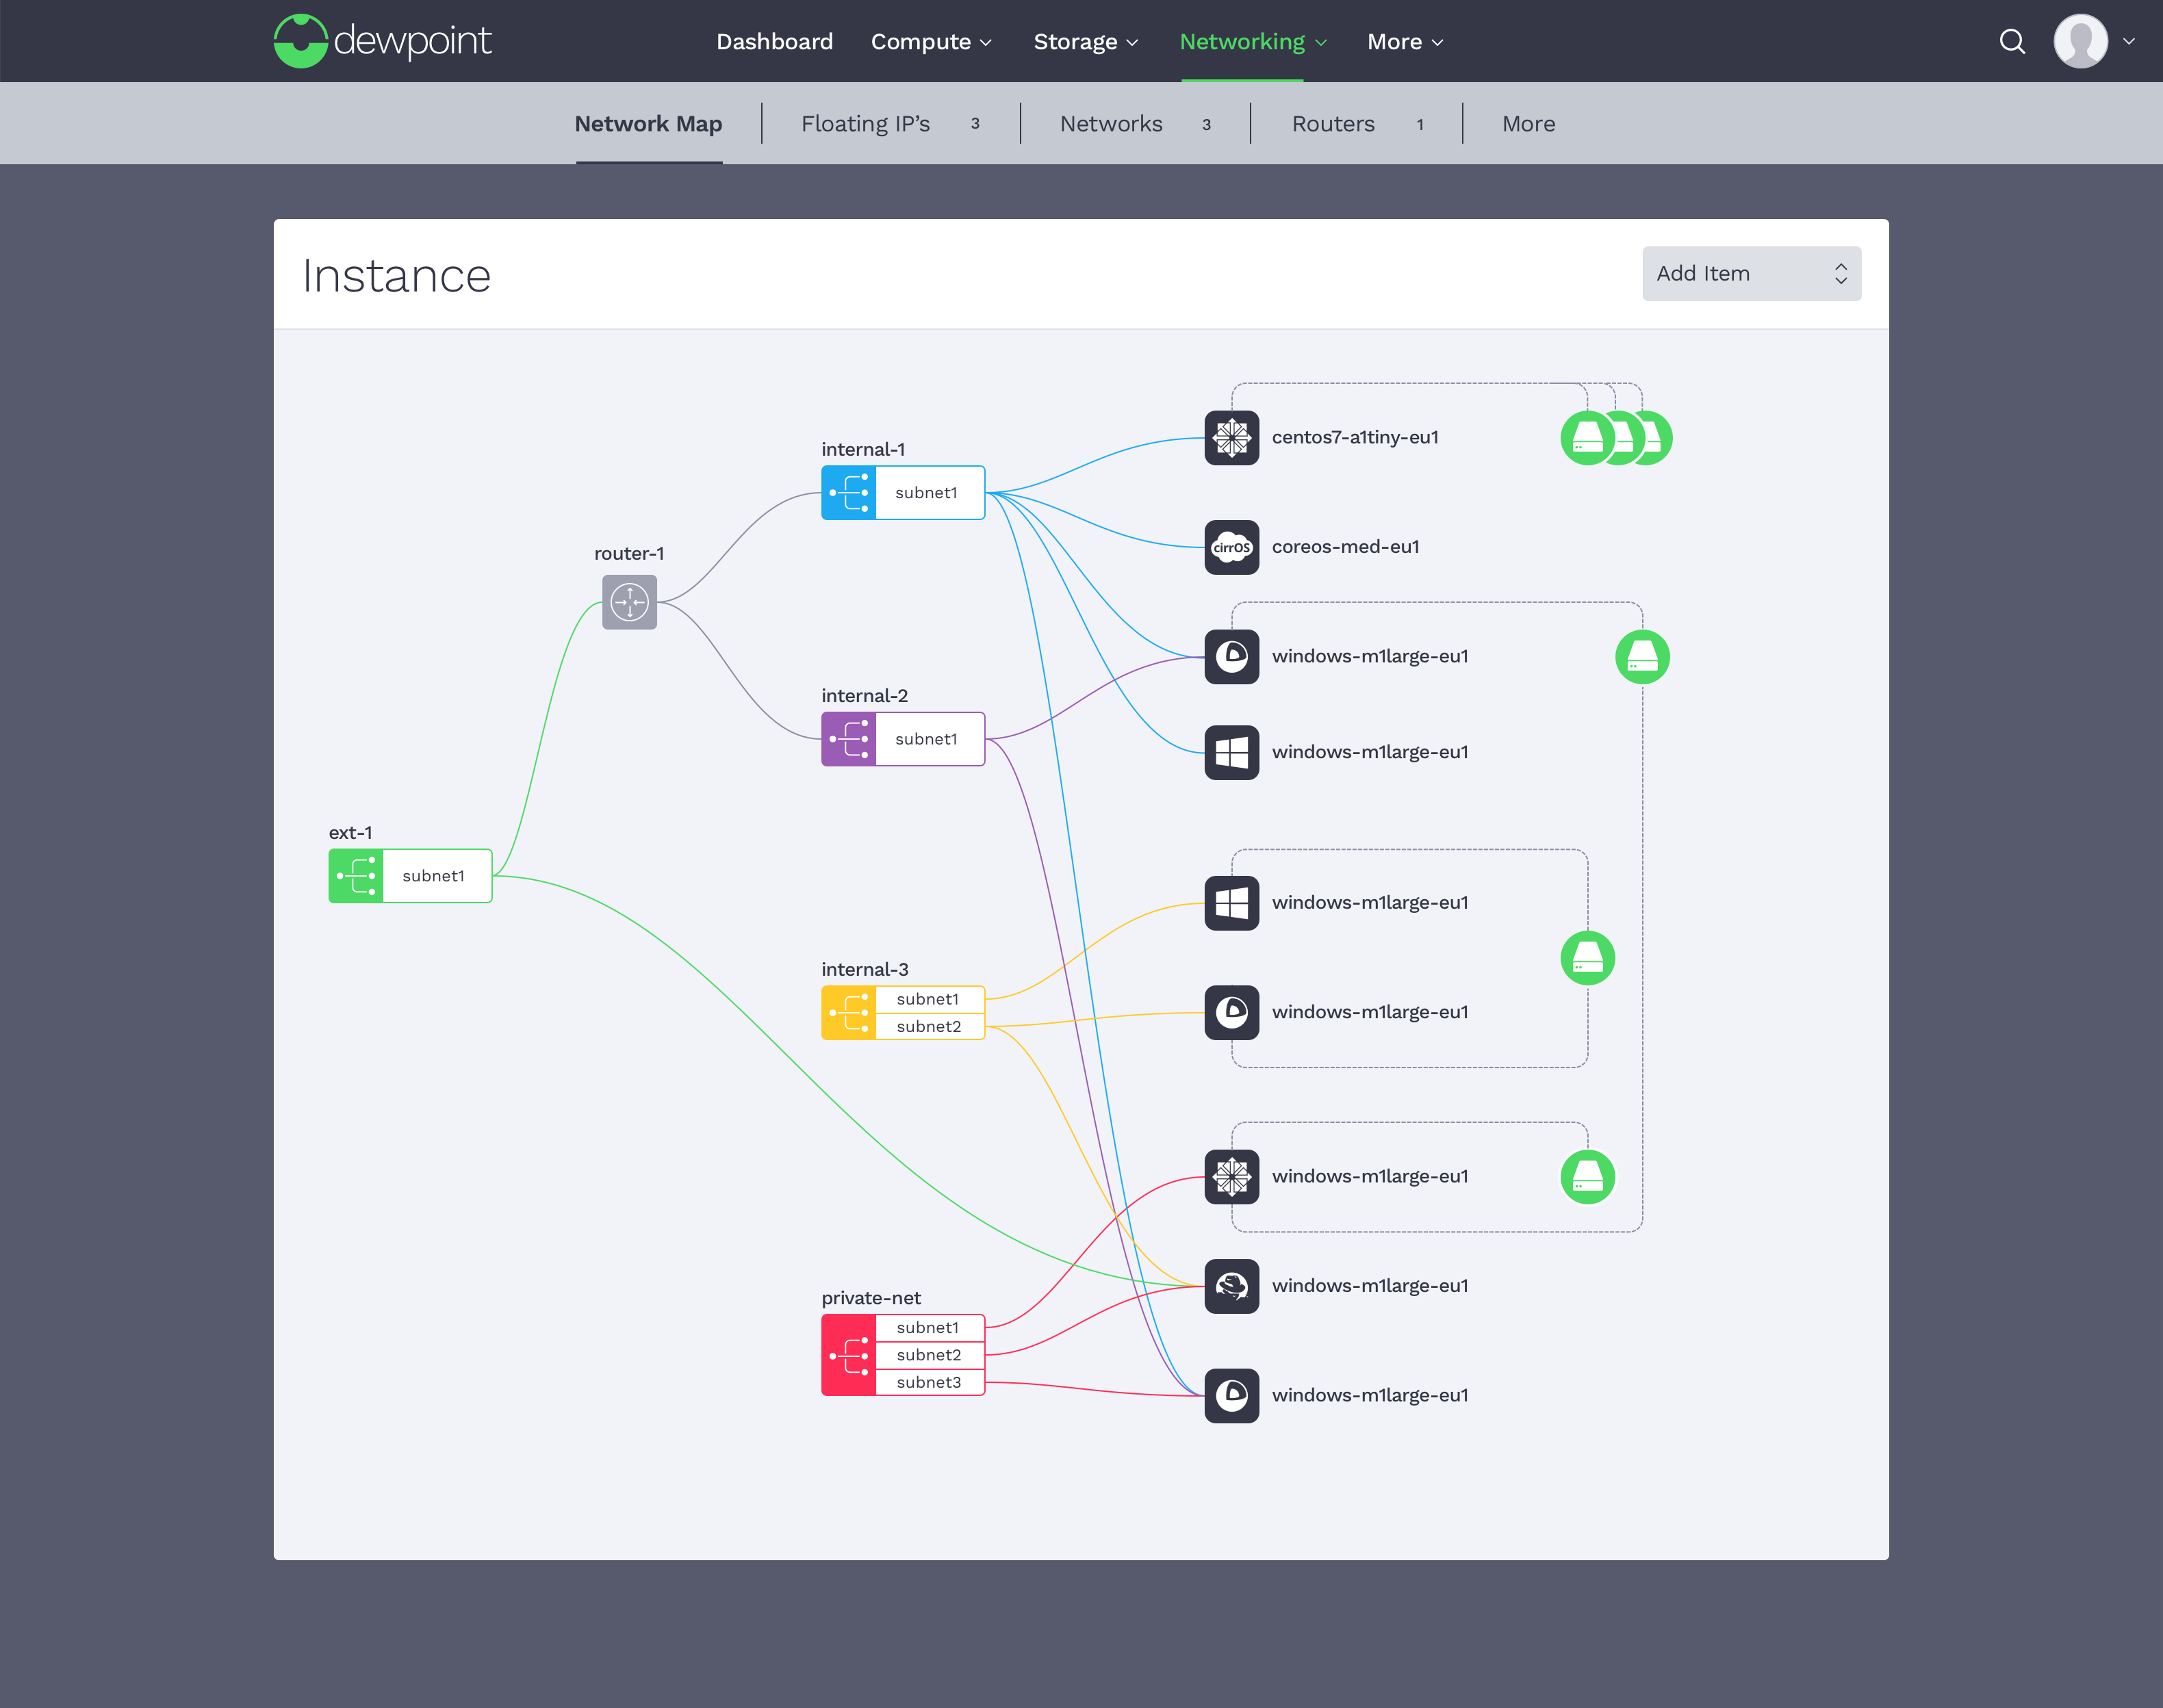 dewpoint
Dashboard Compute Storage Networking More
Network Map Floating IP’s 3 Networks 3 Routers 1 More
Instance
Add Item
centos7-a1tiny-eu1
internal-1
subnet1
cirrOS
coreos-med-eu1
router-1
windows-m1large-eu1
internal-2
subnet1
windows-m1large-eu1
ext-1
subnet1
windows-m1large-eu1
internal-3
subnet1
subnet2
windows-m1large-eu1
windows-m1large-eu1
windows-m1large-eu1
private-net
subnet1
subnet2
subnet3
windows-m1large-eu1